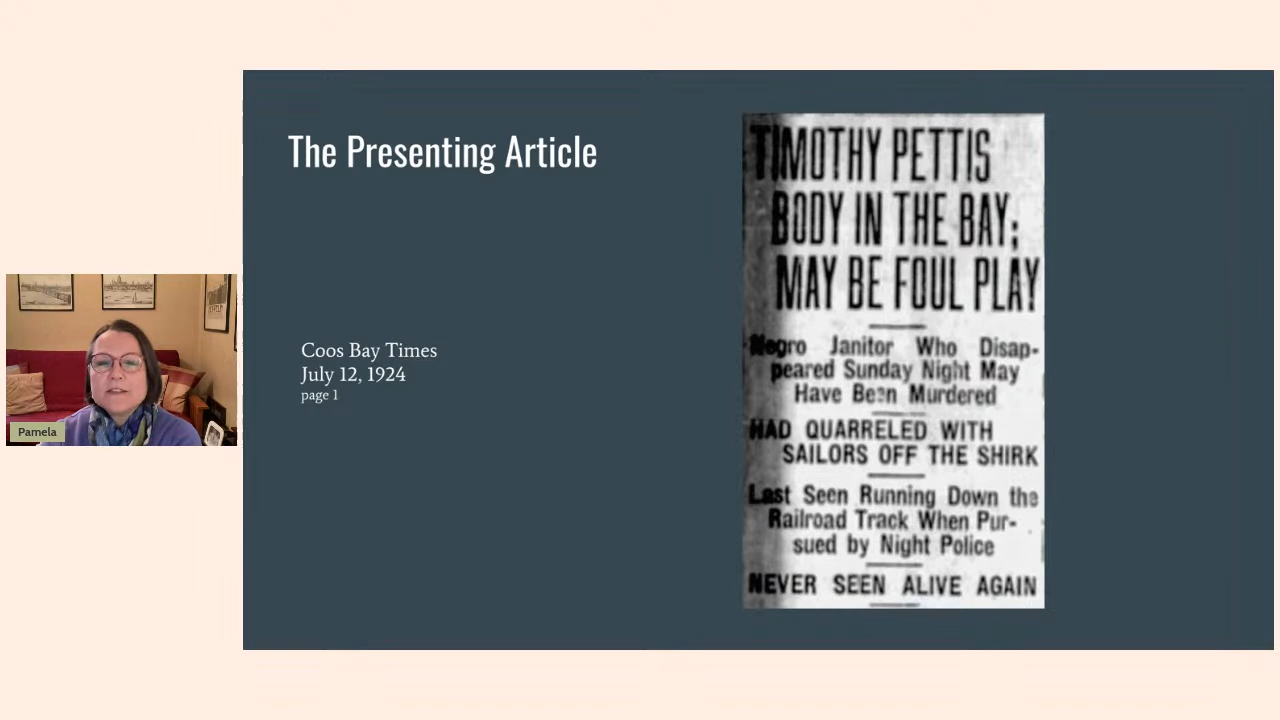 The Presenting Article
Coos Bay Times
July 12, 1924
page 1
TIMOTHY PETTIS
BODY IN THE BAY;
MAY BE FOUL PLAY
Negro Janitor Who Disap-
peared Sunday Night May
Have Been Murdered
HAD QUARRELED WITH
SAILORS OFF THE SHIRK
Last Seen Running Down the
Railroad Track When Pur-
sued by Night Police
NEVER SEEN ALIVE AGAIN
Pamela